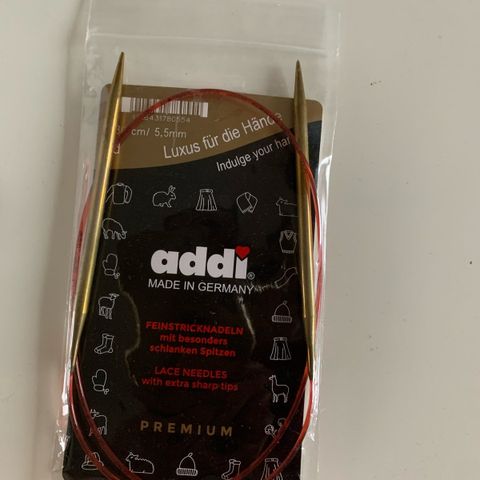 cm/ 5,5mm
Luxus für die Hände
Indulge your
addi®
MADE IN GERMANY
FEINSTRICKNADELN
mit besonders
schlanken Spitzen
LACE NEEDLES
with extra sharp tips
PREMIUM